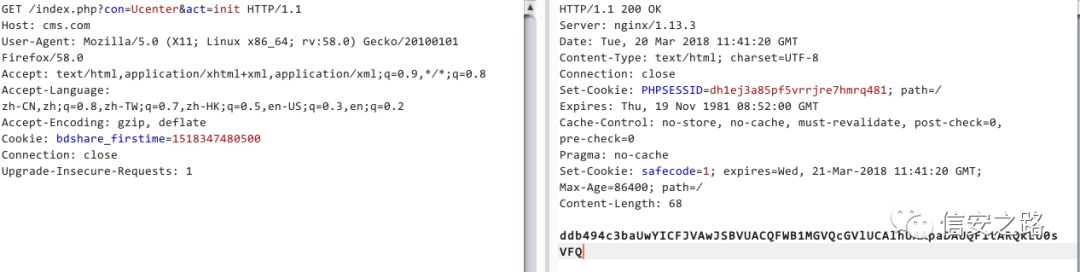 GET /index.php?con=Ucenter&act=init HTTP/1.1
Host: cms.com
User-Agent: Mozilla/5.0 (X11; Linux x86_64; rv:58.0) Gecko/20100101
Firefox/58.0
Accept: text/html,application/xhtml+xml,application/xml;q=0.9,*/*;q=0.8
Accept-Language:
zh-CN,zh;q=0.8,zh-TW;q=0.7,zh-HK;q=0.5,en-US;q=0.3,en;q=0.2
Accept-Encoding: gzip, deflate
Cookie: bdshare_firstime=1518347480500
Connection: close
Upgrade-Insecure-Requests: 1
HTTP/1.1 200 OK
Server: nginx/1.13.3
Date: Tue, 20 Mar 2018 11:41:20 GMT
Content-Type: text/html; charset=UTF-8
Connection: close
Set-Cookie: PHPSESSID=dh1ej3a85pf5vrrjre7hmrq481; path=/
Expires: Thu, 19 Nov 1981 08:52:00 GMT
Cache-Control: no-store, no-cache, must-revalidate, post-check=0,
pre-check=0
Pragma: no-cache
Set-Cookie: safecode=1; expires=Wed, 21-Mar-2018 11:41:20 GMT;
Max-Age=86400; path=/
Content-Length: 68
VFQ
信安之路